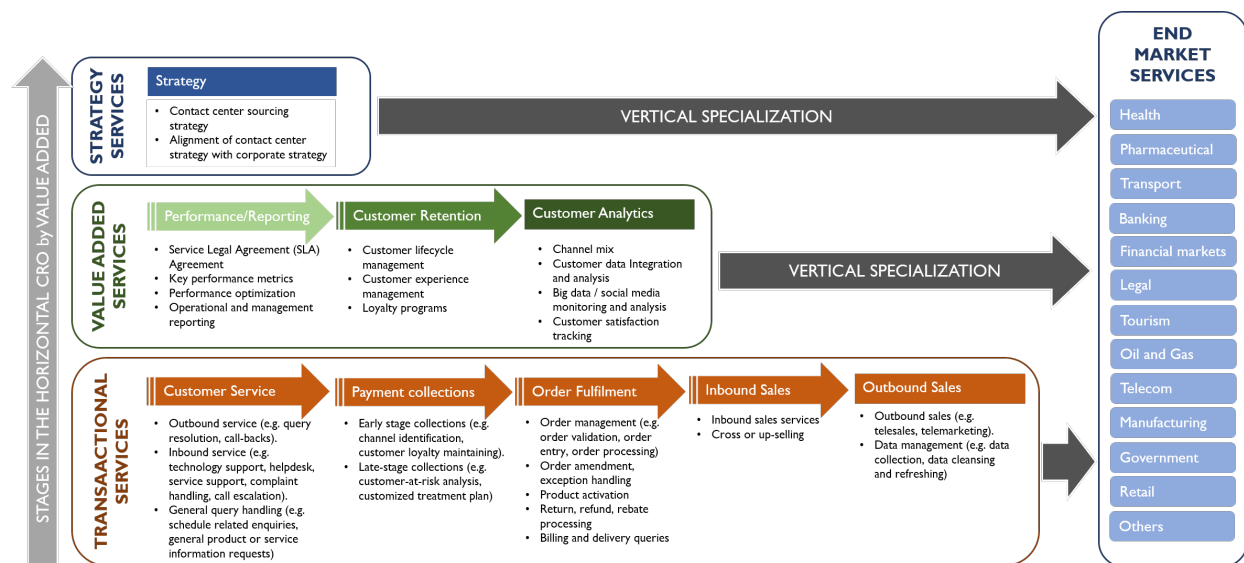 STAGES IN THE HORIZONTAL CRO by VALUE ADDED
STRATEGY
SERVICES
Strategy
• Contact center sourcing
strategy
• Alignment of contact center
strategy with corporate strategy
VERTICAL SPECIALIZATION
VALUE ADDED
SERVICES
Performance/Reporting
• Service Legal Agreement (SLA)
Agreement
• Key performance metrics
• Performance optimization
• Operational and management
reporting
Customer Retention
• Customer lifecycle
management
• Customer experience
management
• Loyalty programs
Customer Analytics
• Channel mix
• Customer data Integration
and analysis
• Big data / social media
monitoring and analysis
• Customer satisfaction
tracking
VERTICAL SPECIALIZATION
TRANSAACTIONAL
SERVICES
Customer Service
• Outbound service (e.g. query
resolution, call-backs).
• Inbound service (e.g.
technology support, helpdesk,
service support, complaint
handling, call escalation).
• General query handling (e.g.
schedule related enquiries,
general product or service
information requests)
Payment collections
• Early stage collections (e.g.
channel identification,
customer loyalty maintaining).
• Late-stage collections (e.g.
customer-at-risk analysis,
customized treatment plan)
Order Fulfilment
• Order management (e.g.
order validation, order
entry, order processing)
• Order amendment,
exception handling
• Product activation
• Return, refund, rebate
processing
• Billing and delivery queries
Inbound Sales
• Inbound sales services
• Cross or up-selling
Outbound Sales
• Outbound sales (e.g.
telesales, telemarketing).
• Data management (e.g. data
collection, data cleansing
and refreshing)
END
MARKET
SERVICES
Health
Pharmaceutical
Transport
Banking
Financial markets
Legal
Tourism
Oil and Gas
Telecom
Manufacturing
Government
Retail
Others